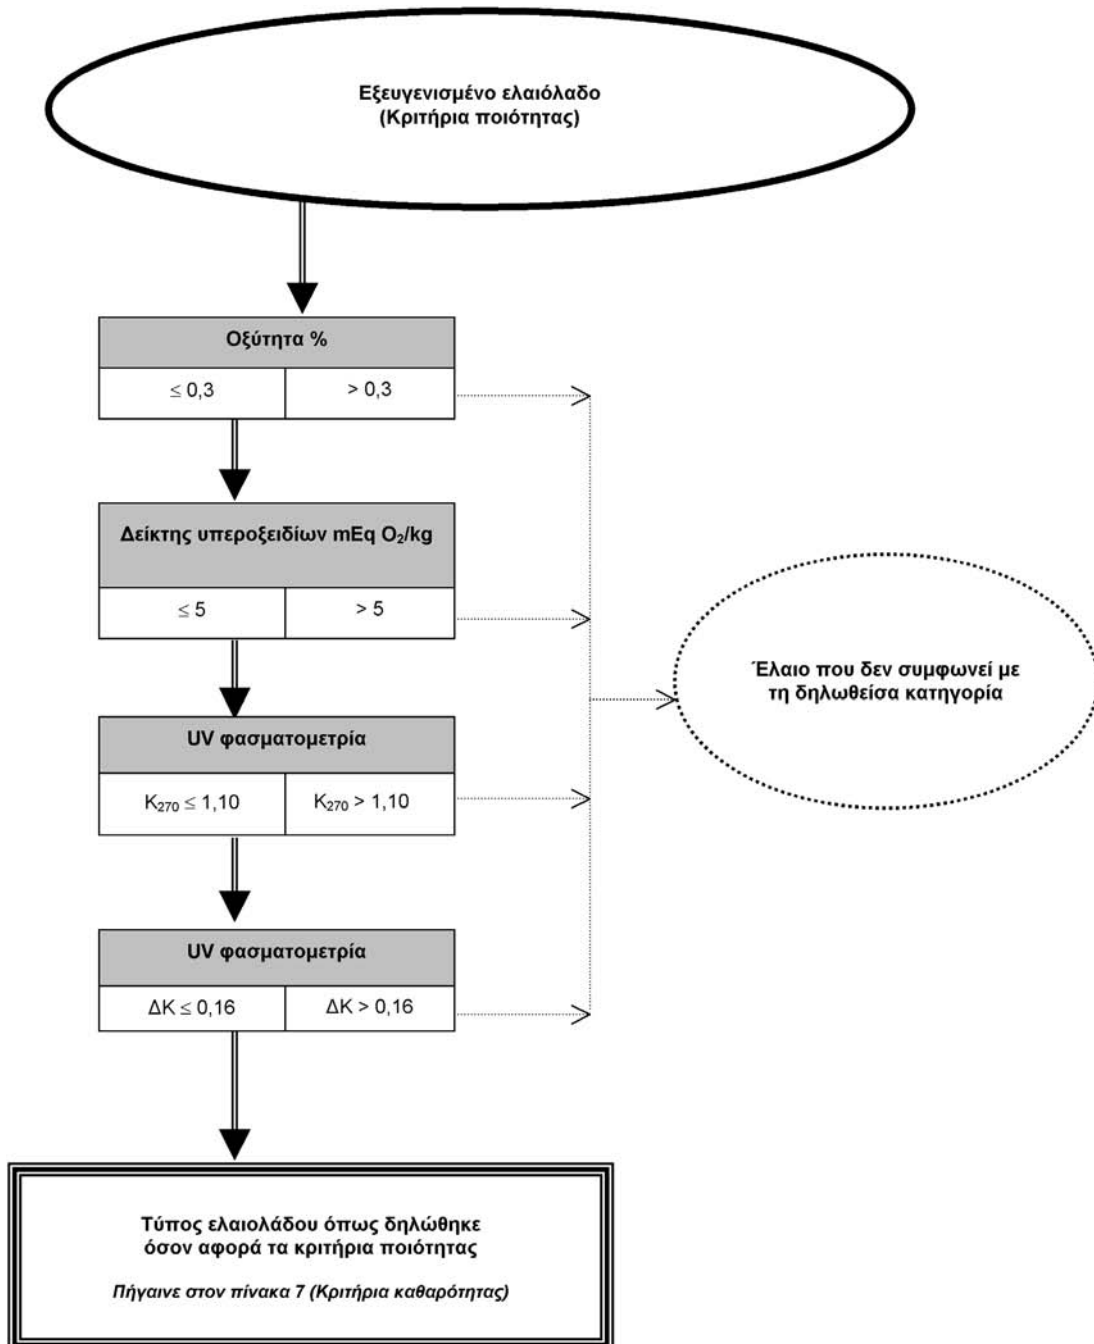 Εξευγενισμένο ελαιόλαδο
(Κριτήρια ποιότητας)
Οξύτητα %
≤ 0,3
> 0,3
Δείκτης υπεροξειδίων mEq O₂/kg
≤ 5
> 5
Έλαιο που δεν συμφωνεί με
τη δηλωθείσα κατηγορία
UV φασματομετρία
K₂₇₀ ≤ 1,10
K₂₇₀ > 1,10
UV φασματομετρία
ΔK ≤ 0,16
ΔK > 0,16
Τύπος ελαιολάδου όπως δηλώθηκε
όσον αφορά τα κριτήρια ποιότητας
Πήγαινε στον πίνακα 7 (Κριτήρια καθαρότητας)